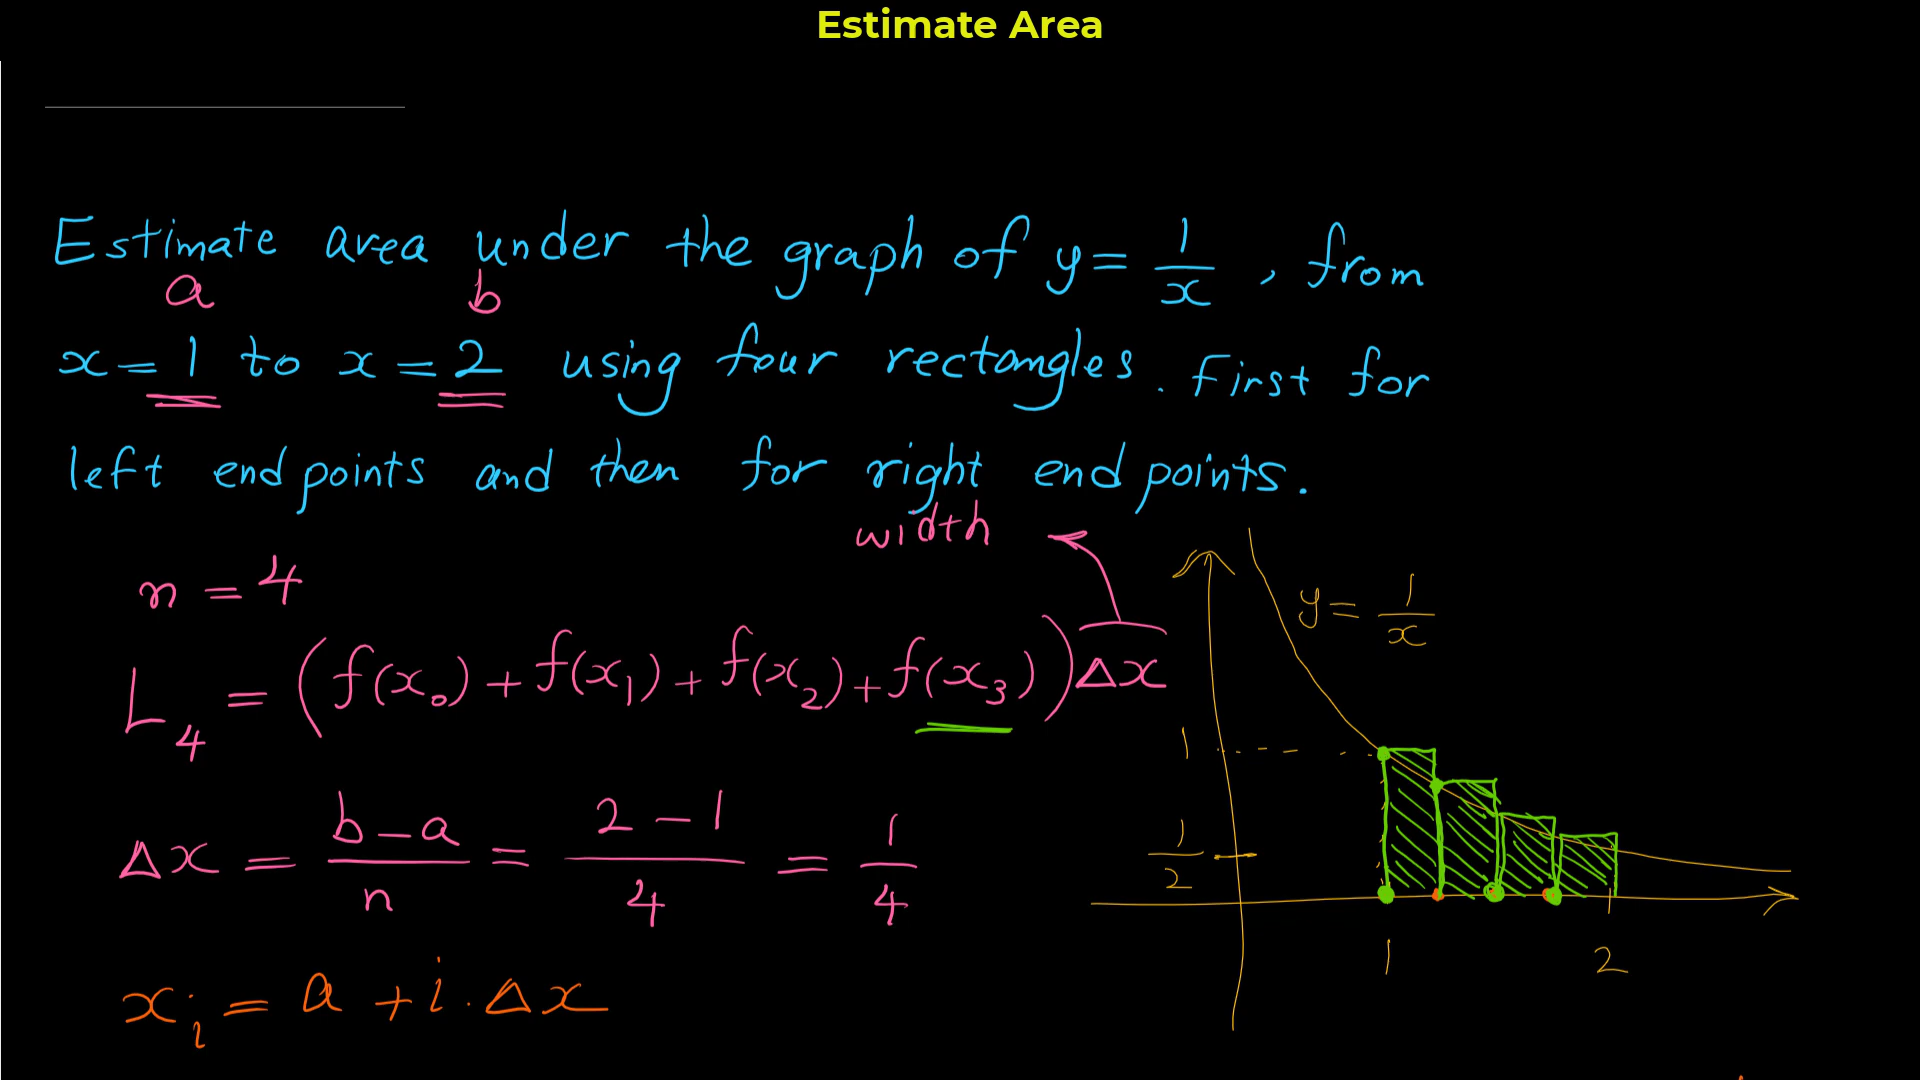 Estimate Area
Estimate area under the graph of y = 1/x , from
a b
x = 1 to x = 2 using four rectangles. First for
left end points and then for right end points.
width
n = 4
L₄ = (f(x₀) + f(x₁) + f(x₂) + f(x₃)) Δx
Δx = b - a / n = 2 - 1 / 4 = 1/4
xᵢ = a + i . Δx
y = 1/x
1
1/2
1 2